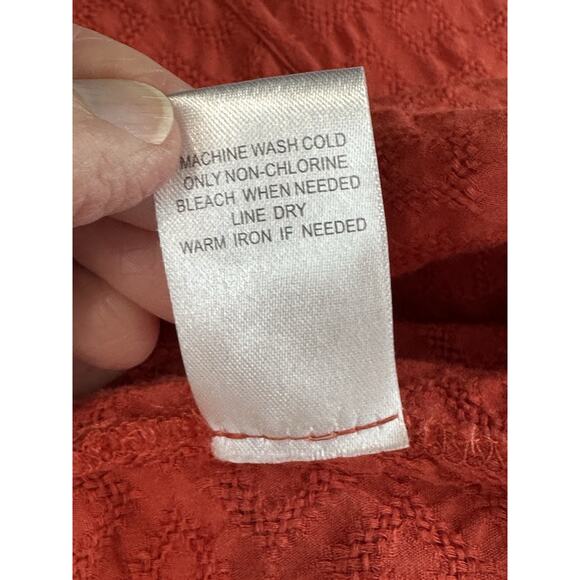 MACHINE WASH COLD
ONLY NON-CHLORINE
BLEACH WHEN NEEDED
LINE DRY
WARM IRON IF NEEDED